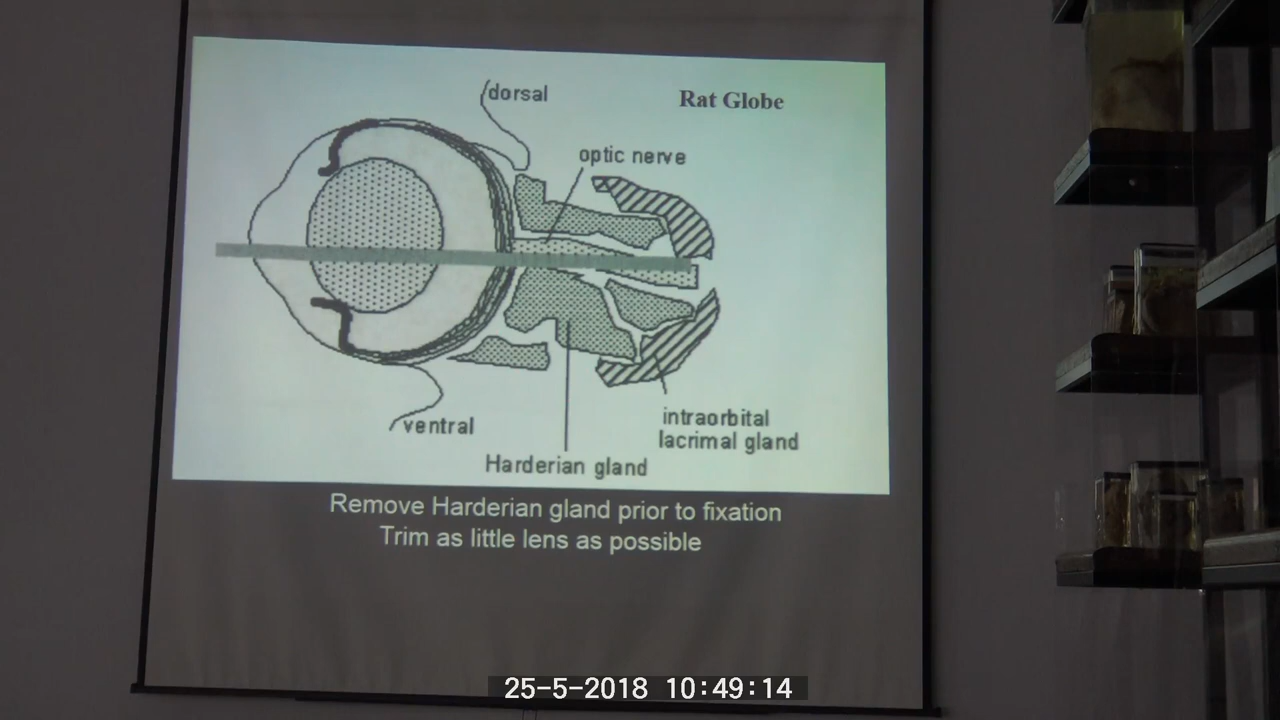 dorsal
Rat Globe
optic nerve
intraorbital
lacrimal gland
ventral
Harderian gland
Remove Harderian gland prior to fixation
Trim as little lens as possible
25-5-2018 10:49:14